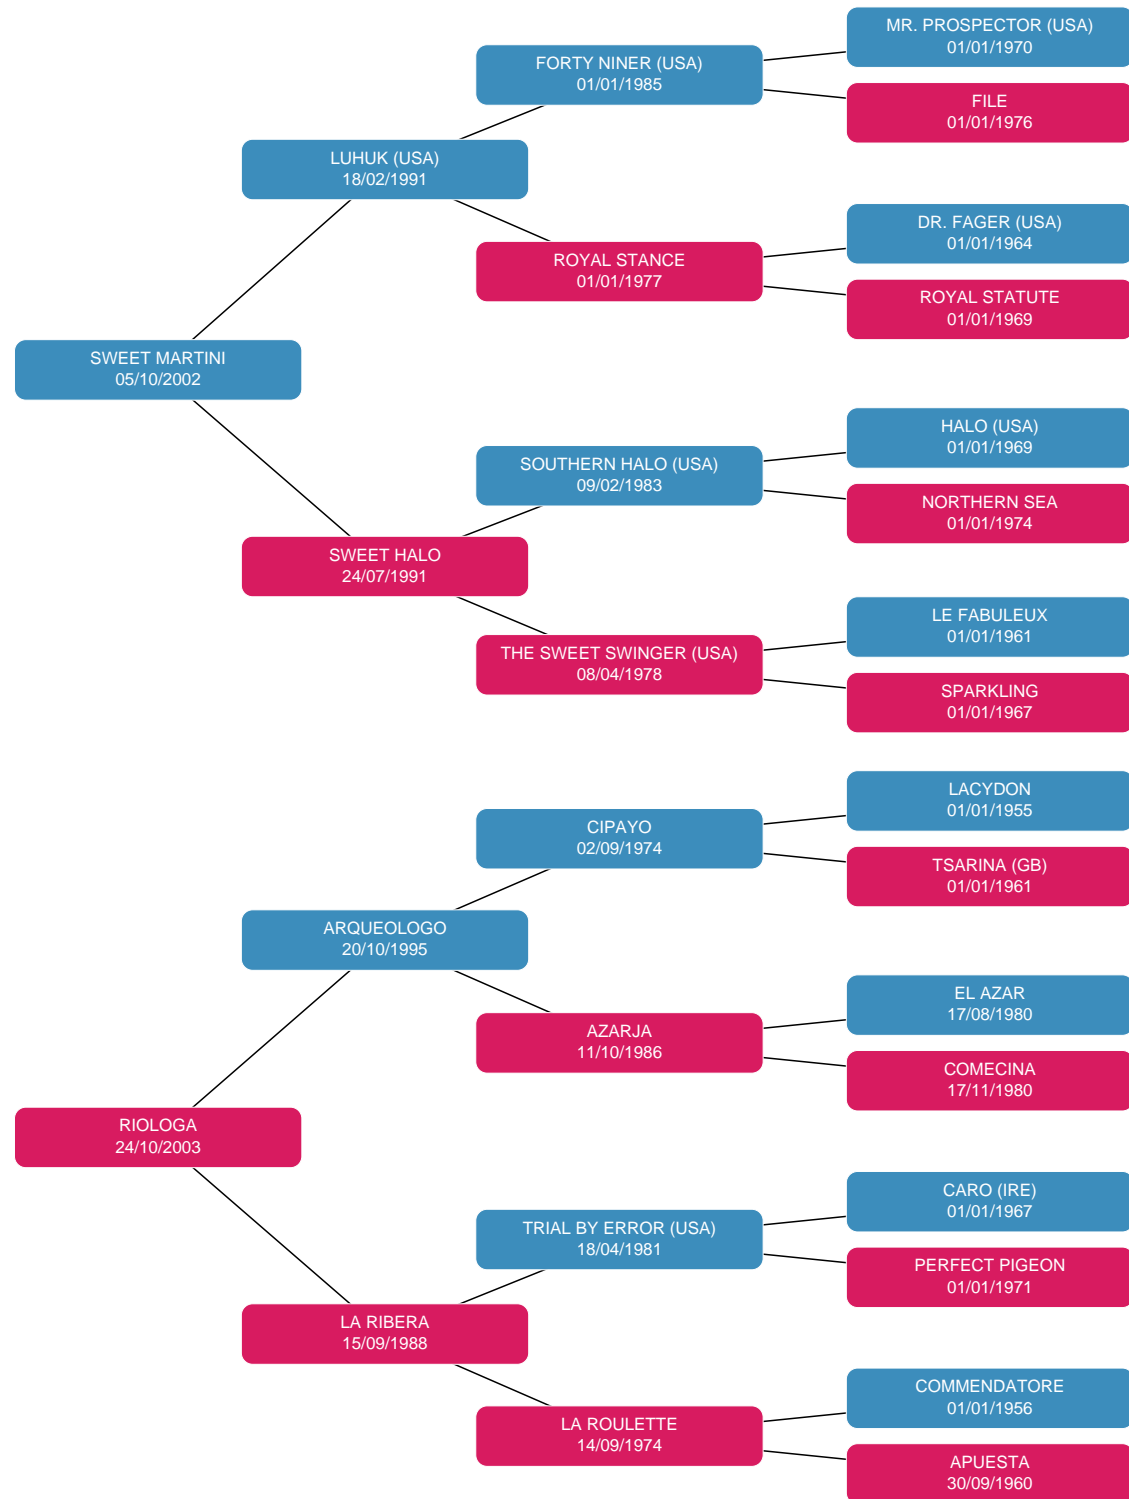 MR. PROSPECTOR (USA)
01/01/1970
FORTY NINER (USA)
01/01/1985
FILE
01/01/1976
LUHUK (USA)
18/02/1991
DR. FAGER (USA)
01/01/1964
ROYAL STANCE
01/01/1977
ROYAL STATUTE
01/01/1969
SWEET MARTINI
05/10/2002
HALO (USA)
01/01/1969
SOUTHERN HALO (USA)
09/02/1983
NORTHERN SEA
01/01/1974
SWEET HALO
24/07/1991
LE FABULEUX
01/01/1961
THE SWEET SWINGER (USA)
08/04/1978
SPARKLING
01/01/1967
LACYDON
01/01/1955
CIPAYO
02/09/1974
TSARINA (GB)
01/01/1961
ARQUEOLOGO
20/10/1995
EL AZAR
17/08/1980
AZARJA
11/10/1986
COMECINA
17/11/1980
RIOLOGA
24/10/2003
CARO (IRE)
01/01/1967
TRIAL BY ERROR (USA)
18/04/1981
PERFECT PIGEON
01/01/1971
LA RIBERA
15/09/1988
COMMENDATORE
01/01/1956
LA ROULETTE
14/09/1974
APUESTA
30/09/1960